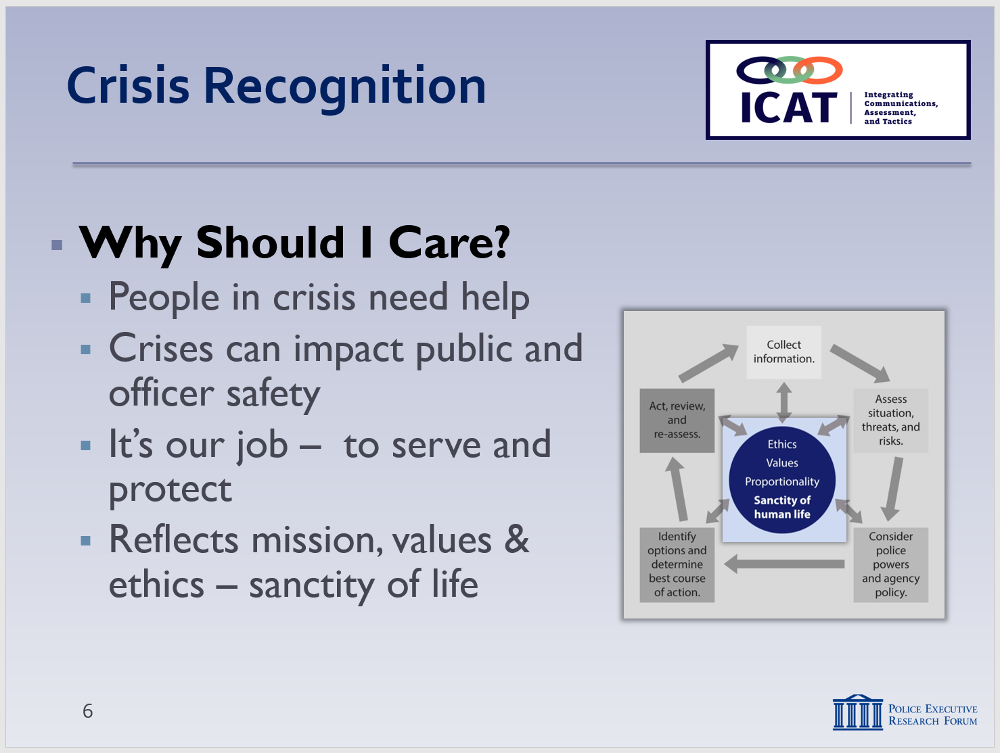 Crisis Recognition
ICAT
Integrating
Communications,
Assessment,
and Tactics
Why Should I Care?
People in crisis need help
Crises can impact public and
officer safety
It’s our job –  to serve and
protect
Reflects mission, values &
ethics – sanctity of life
Collect
information.
Assess
situation,
threats, and
risks.
Consider
police
powers
and agency
policy.
Identify
options and
determine
best course
of action.
Act, review,
and
re-assess.
Ethics
Values
Proportionality
Sanctity of
human life
6
POLICE EXECUTIVE
RESEARCH FORUM